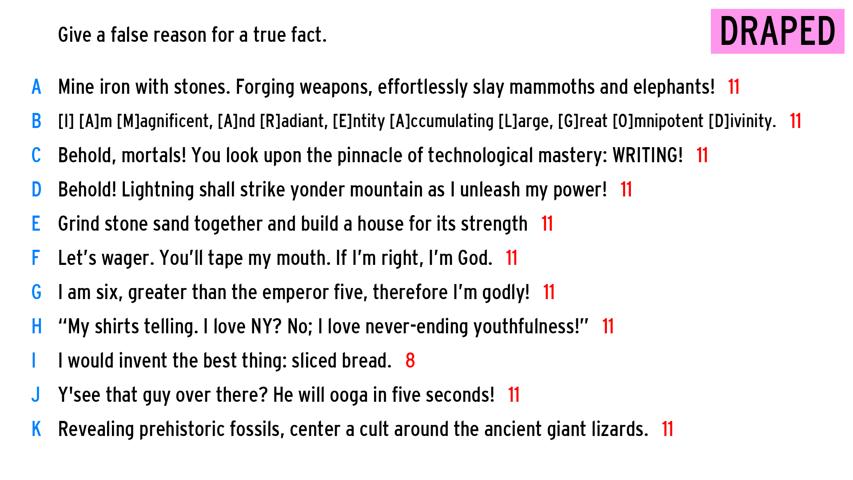 Give a false reason for a true fact.
DRAPED
A Mine iron with stones. Forging weapons, effortlessly slay mammoths and elephants! 11
B [I] [A]m [M]agnificent, [A]nd [R]adiant, [E]ntity [A]ccumulating [L]arge, [G]reat [O]mnipotent [D]ivinity. 11
C Behold, mortals! You look upon the pinnacle of technological mastery: WRITING! 11
D Behold! Lightning shall strike yonder mountain as I unleash my power! 11
E Grind stone sand together and build a house for its strength 11
F Let's wager. You'll tape my mouth. If I'm right, I'm God. 11
G I am six, greater than the emperor five, therefore I'm godly! 11
H “My shirts telling. I love NY? No; I love never-ending youthfulness!” 11
I I would invent the best thing: sliced bread. 8
J Y'see that guy over there? He will ooga in five seconds! 11
K Revealing prehistoric fossils, center a cult around the ancient giant lizards. 11